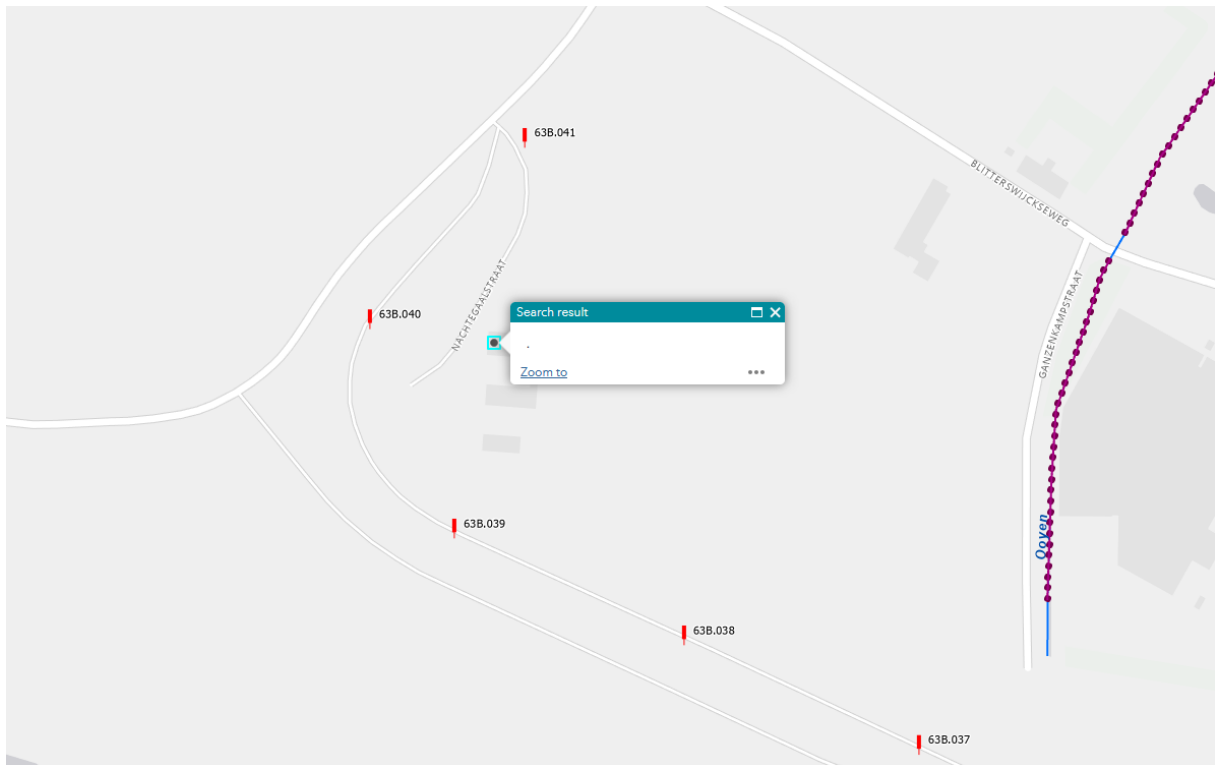 63B.041
BLITTERSWIJCKSEWEG
NACHTEGAALSTRAAT
GANZENKAMPSTRAAT
63B.040
Search result
.
Zoom to
•••
63B.039
Ooyen
63B.038
63B.037